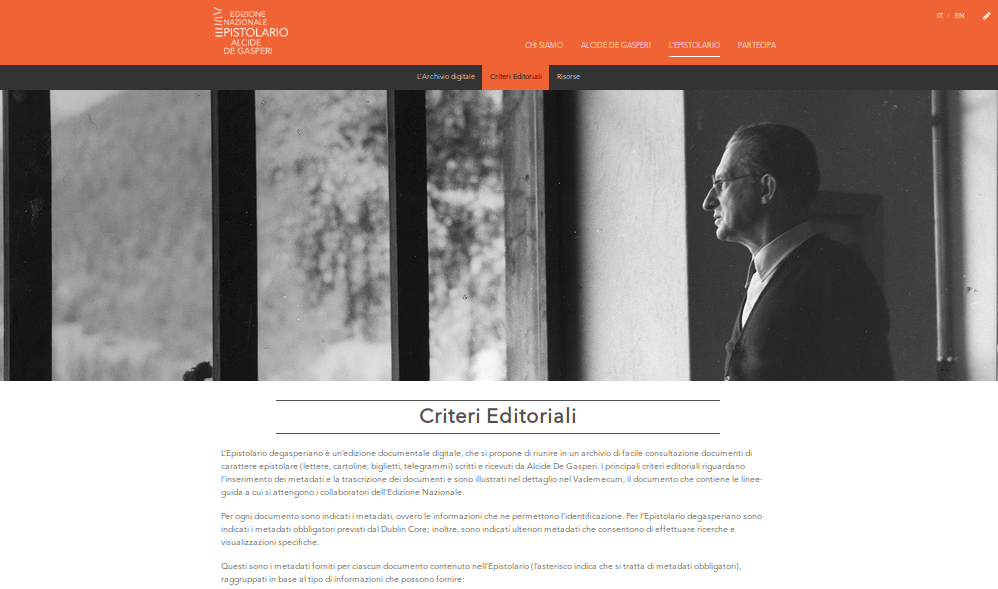 EDIZIONE
NAZIONALE
EPISTOLARIO
ALCIDE
DE GASPERI
IT / EN
CHI SIAMO ALCIDE DE GASPERI L'EPISTOLARIO PARTECIPA
L'Archivio digitale Criteri Editoriali Risorse
Criteri Editoriali
L'Epistolario degasperiano è un'edizione documentale digitale, che si propone di riunire in un archivio di facile consultazione documenti di
carattere epistolare (lettere, cartoline, biglietti, telegrammi) scritti e ricevuti da Alcide De Gasperi. I principali criteri editoriali riguardano
l'inserimento dei metadati e la trascrizione dei documenti e sono illustrati nel dettaglio nel Vademecum, il documento che contiene le linee-
guida a cui si attengono i collaboratori dell'Edizione Nazionale.
Per ogni documento sono indicati i metadati, ovvero le informazioni che ne permettono l'identificazione. Per l'Epistolario degasperiano sono
indicati i metadati obbligatori previsti dal Dublin Core; inoltre, sono indicati ulteriori metadati che consentono di effettuare ricerche e
visualizzazioni specifiche.
Questi sono i metadati forniti per ciascun documento contenuto nell'Epistolario (l'asterisco indica che si tratta di metadati obbligatori),
raggruppati in base al tipo di informazioni che possono fornire: